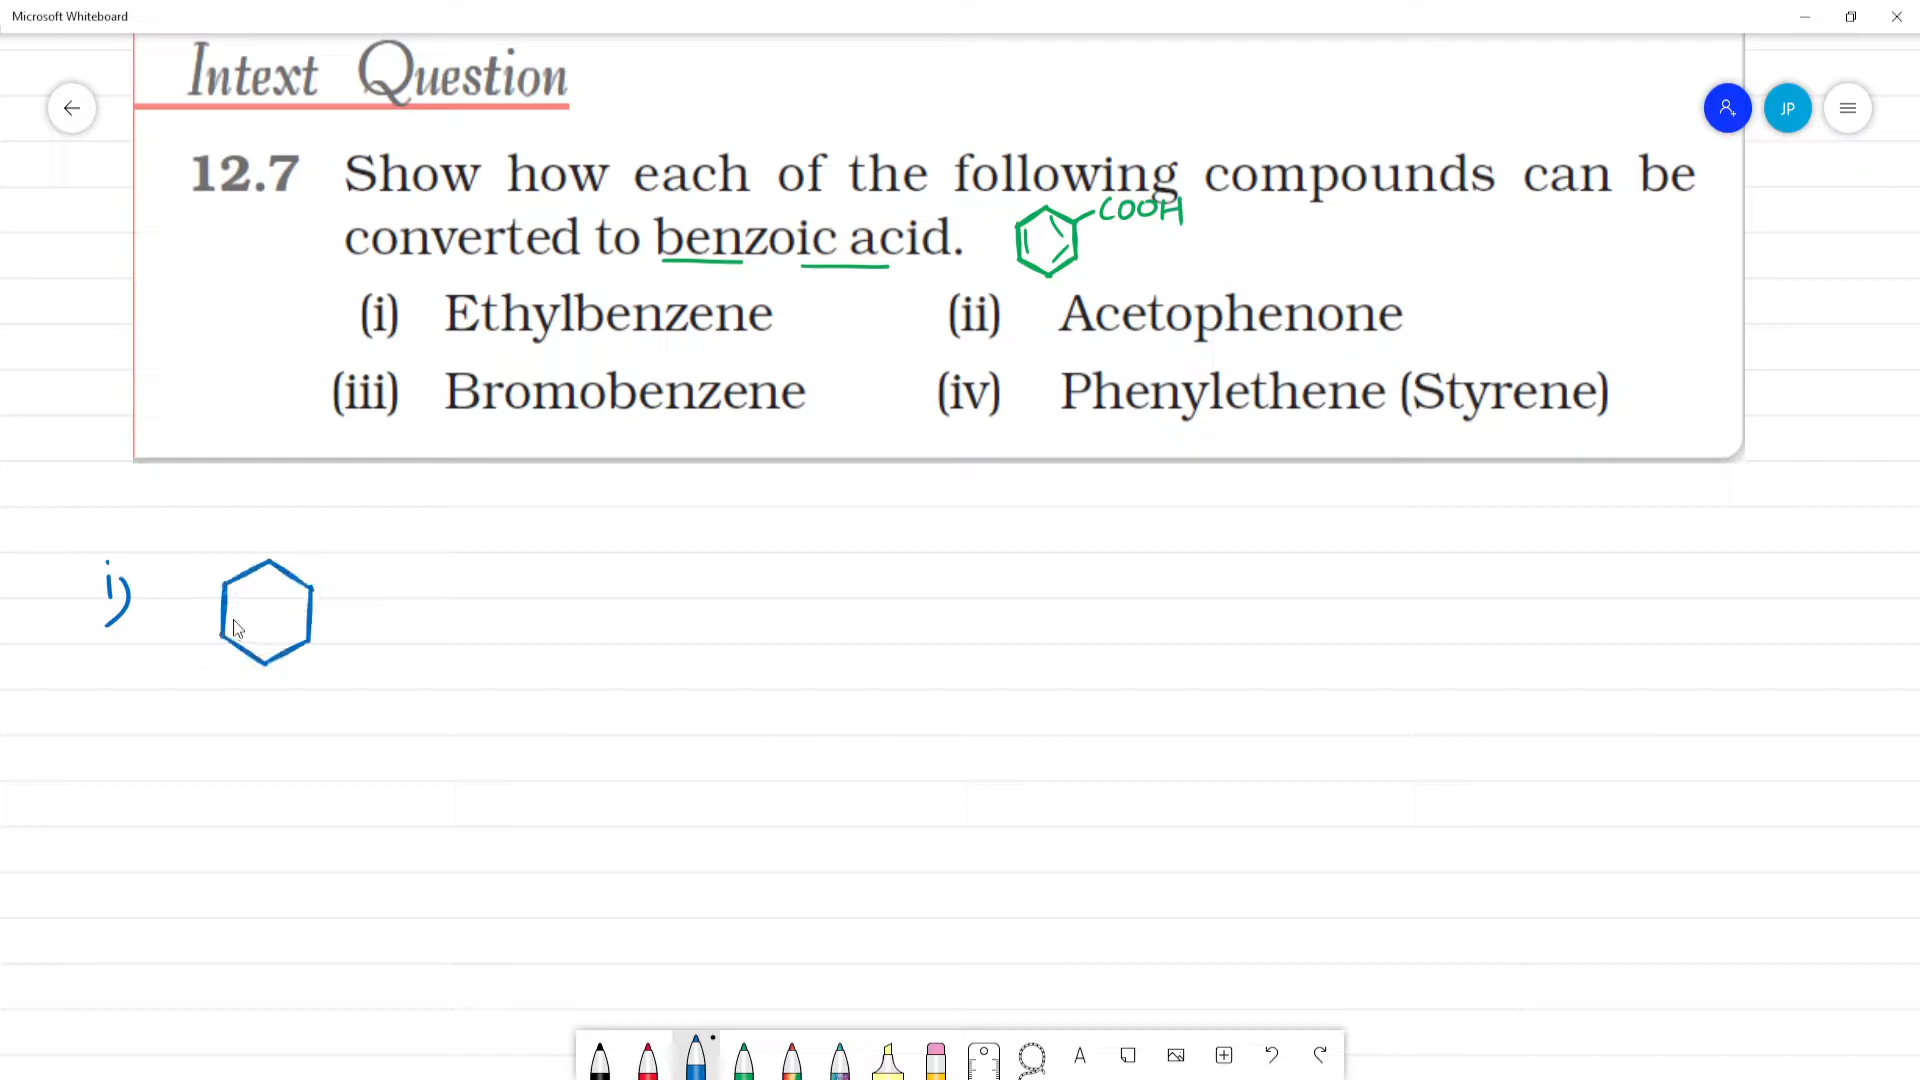 Microsoft Whiteboard
Intext Question
JP
12.7 Show how each of the following compounds can be
COOH
converted to benzoic acid.
(i) Ethylbenzene (ii) Acetophenone
(iii) Bromobenzene (iv) Phenylethene (Styrene)
i)
A